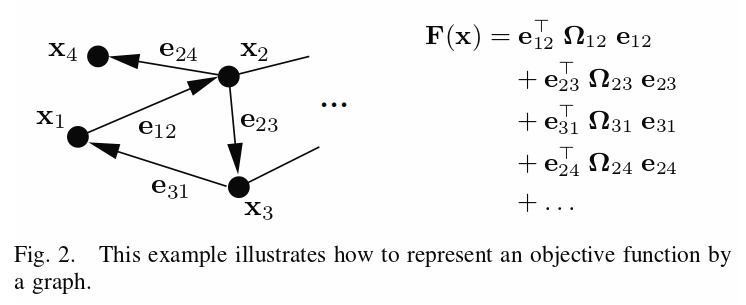 x4 e24 x2
x1 e12 e23
e31
x3
...
F(x) = e12⊤ Ω12 e12
+ e23⊤ Ω23 e23
+ e31⊤ Ω31 e31
+ e24⊤ Ω24 e24
+ ...
Fig. 2. This example illustrates how to represent an objective function by
a graph.